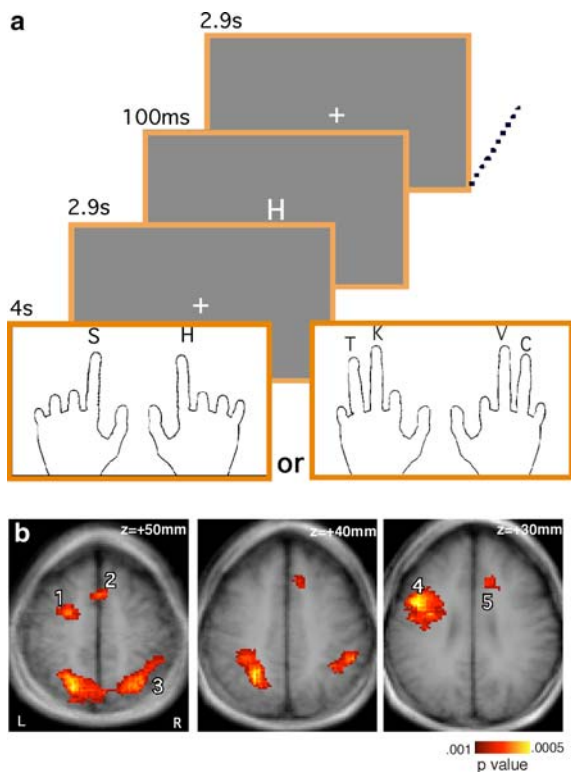 a
2.9s
+
100ms
H
2.9s
+
4s
S H
T K V C
or
b
z=+50mm z=+40mm z=+30mm
1 2 3 4 5
L R
.001 .0005
p value